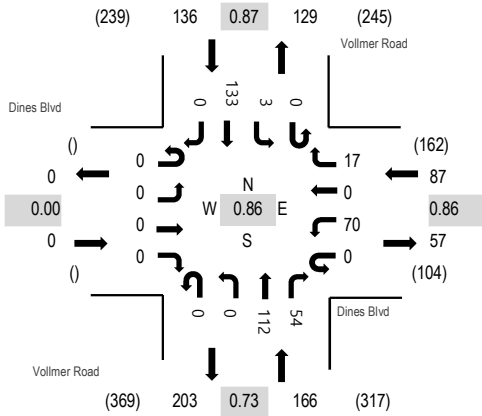 (239) 136 0.87 129 (245)
Vollmer Road
Dines Blvd
0 133 3 0
() 0 17 (162)
0 0 0 87
N
0.00 0 W 0.86 E 70 0.86
S
0 0 0 57
() (104)
0 0 112 54
Dines Blvd
Vollmer Road
(369) 203 0.73 166 (317)